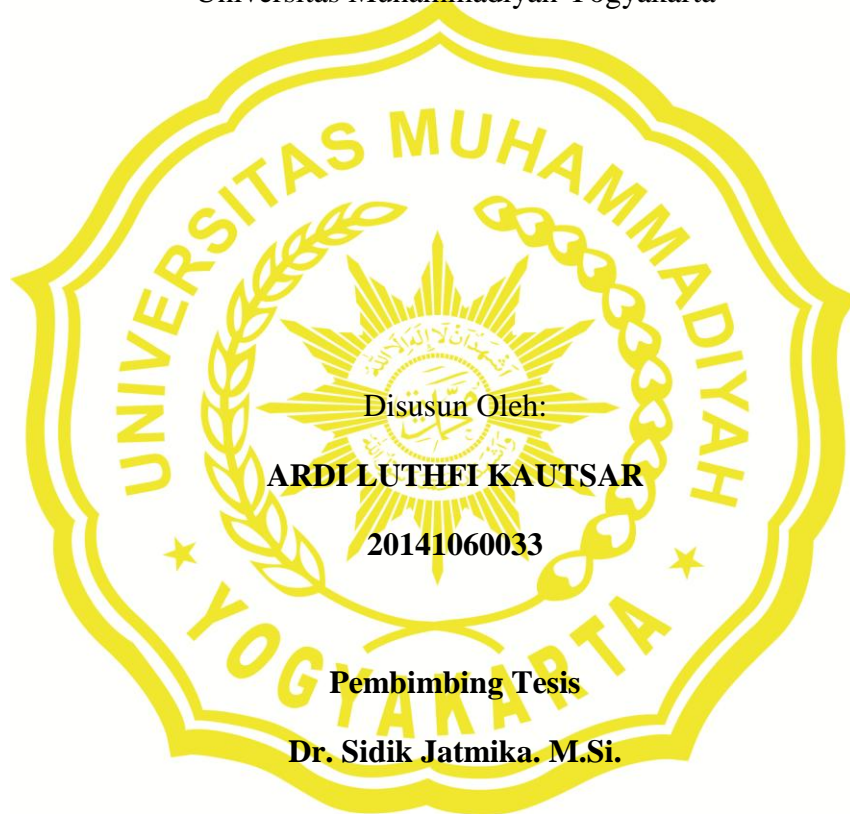 Universitas Muhammadiyah Yogyakarta
UNIVERSITAS MUHAMMADIYAH
Disusun Oleh:
ARDI LUTHFI KAUTSAR
20141060033
YOGYAKARTA
Pembimbing Tesis
Dr. Sidik Jatmika. M.Si.